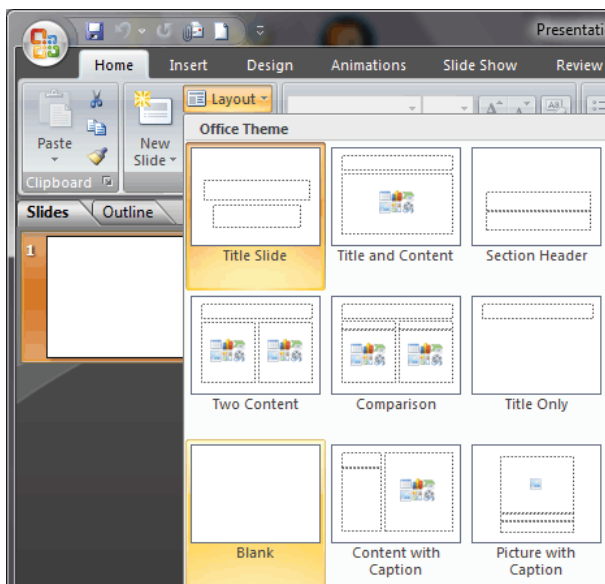 Presentati
Home Insert Design Animations Slide Show Review
Layout
Paste
New
Slide
Clipboard
Office Theme
Slides Outline
1
Title Slide Title and Content Section Header
Two Content Comparison Title Only
Blank Content with Caption Picture with Caption